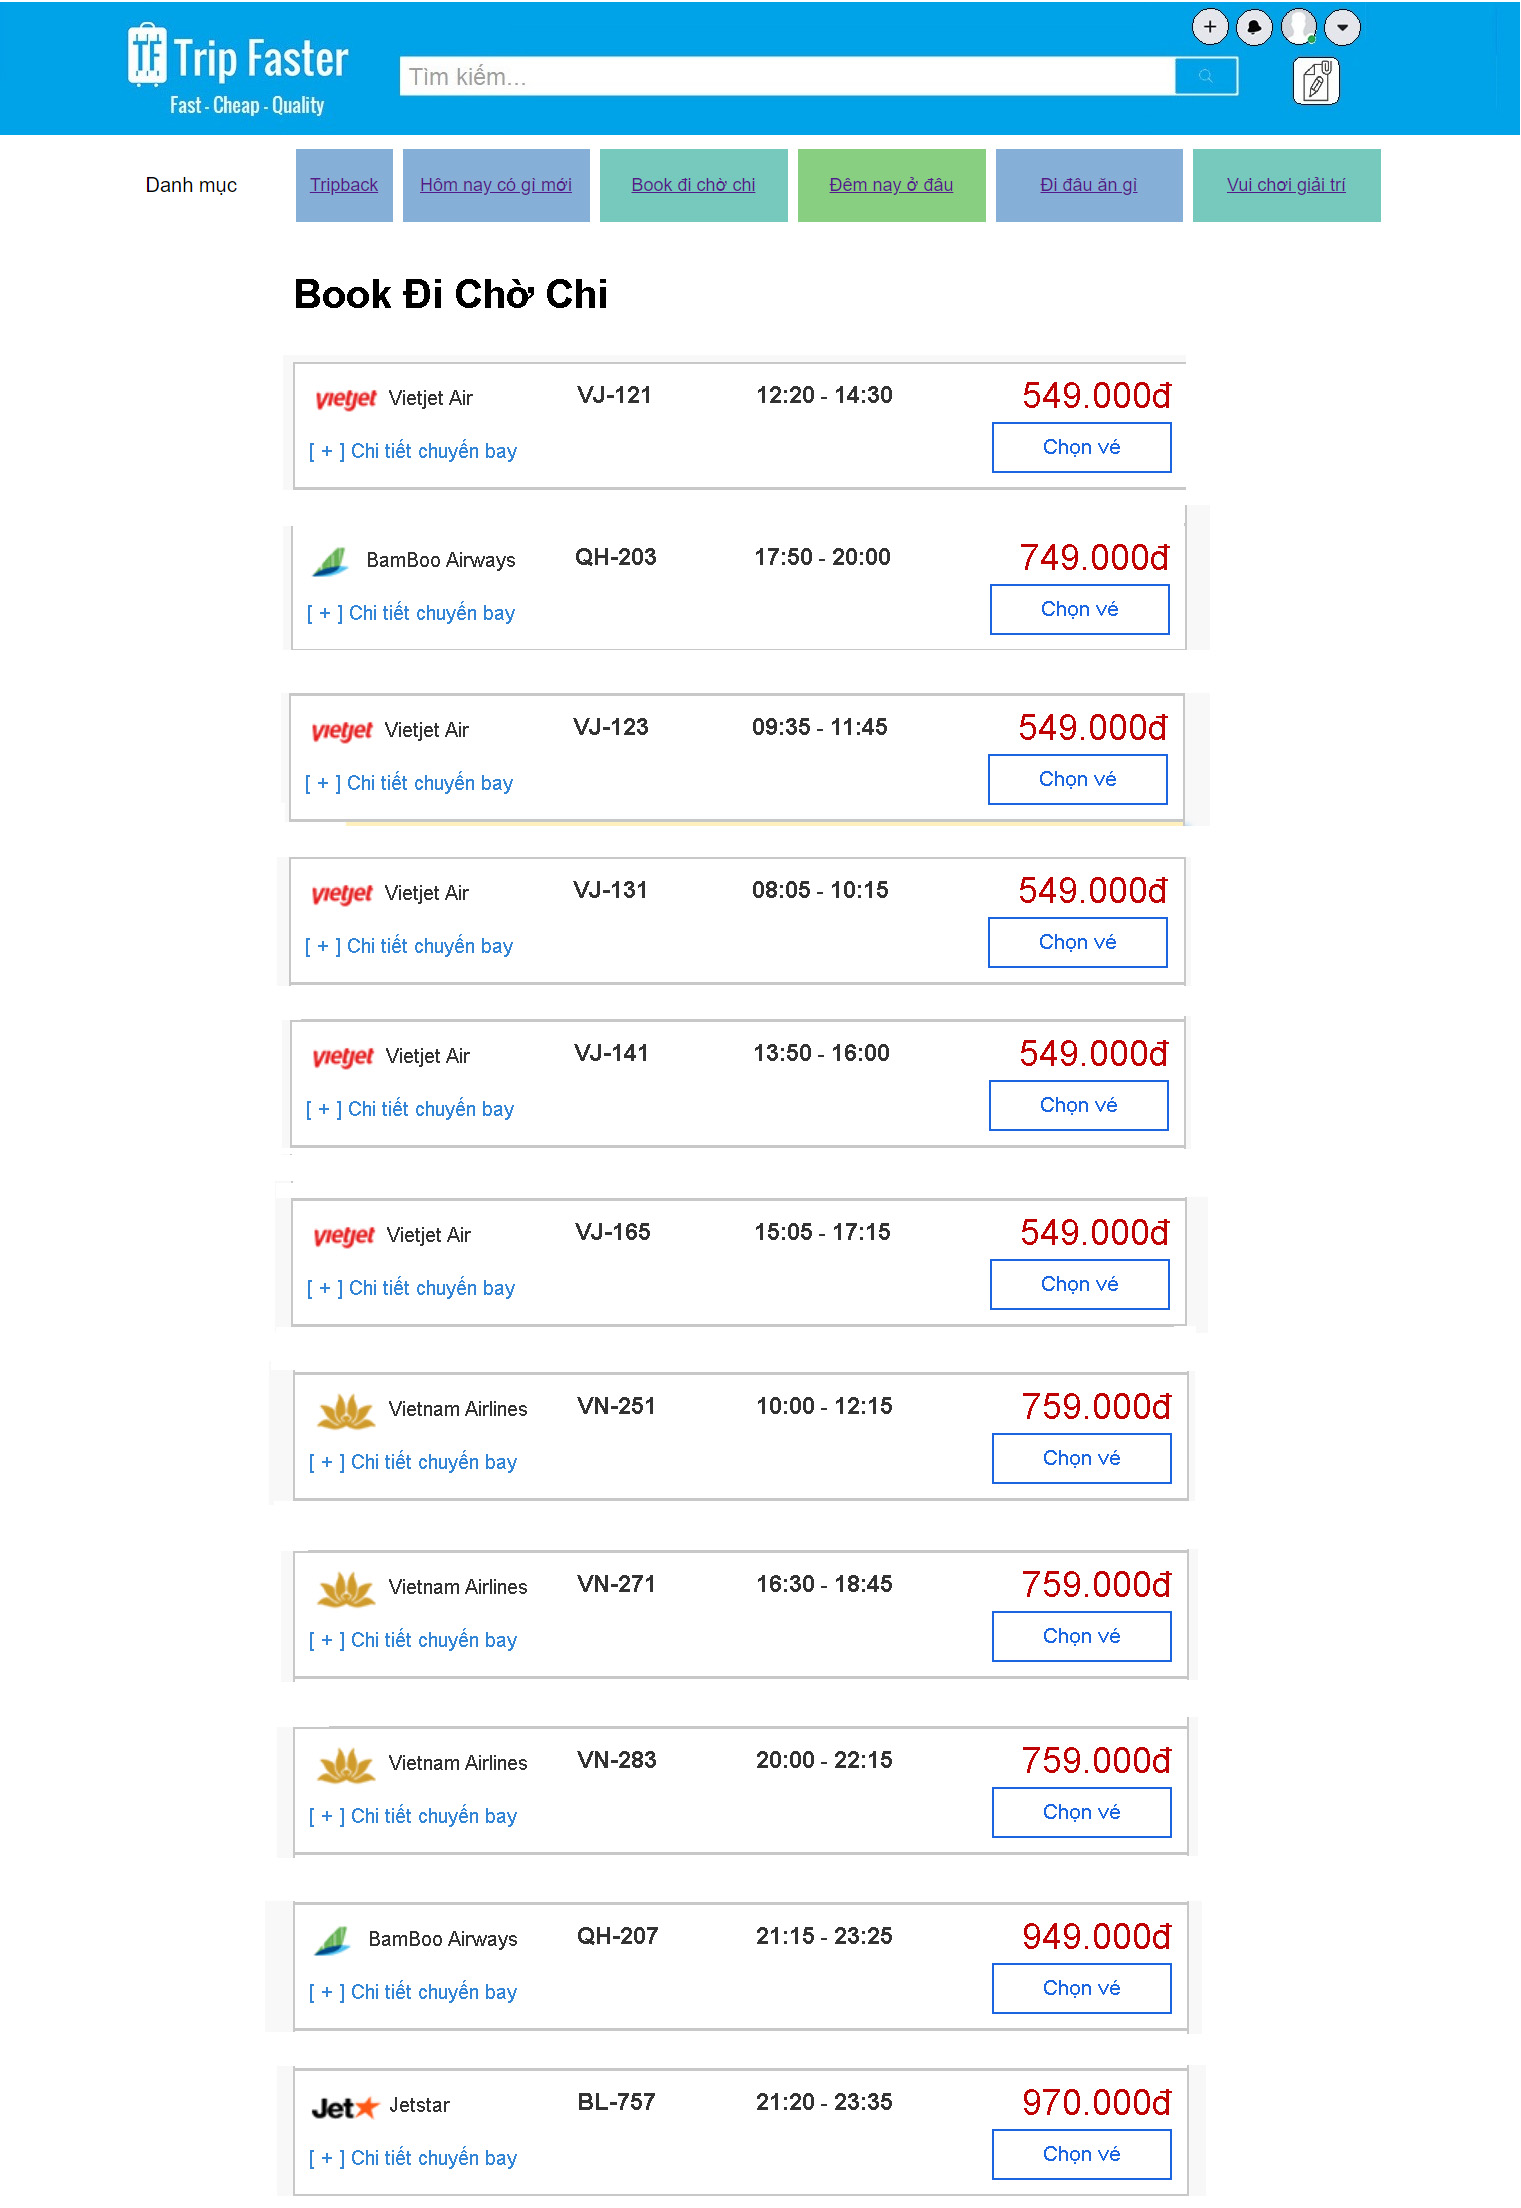 TF Trip Faster
Fast - Cheap - Quality
Tìm kiếm...
Danh mục
Tripback
Hôm nay có gì mới
Book đi chờ chi
Đêm nay ở đâu
Đi đâu ăn gì
Vui chơi giải trí
Book Đi Chờ Chi
vietjet Vietjet Air VJ-121 12:20 - 14:30 549.000đ
[ + ] Chi tiết chuyến bay Chọn vé
BamBoo Airways QH-203 17:50 - 20:00 749.000đ
[ + ] Chi tiết chuyến bay Chọn vé
vietjet Vietjet Air VJ-123 09:35 - 11:45 549.000đ
[ + ] Chi tiết chuyến bay Chọn vé
vietjet Vietjet Air VJ-131 08:05 - 10:15 549.000đ
[ + ] Chi tiết chuyến bay Chọn vé
vietjet Vietjet Air VJ-141 13:50 - 16:00 549.000đ
[ + ] Chi tiết chuyến bay Chọn vé
vietjet Vietjet Air VJ-165 15:05 - 17:15 549.000đ
[ + ] Chi tiết chuyến bay Chọn vé
Vietnam Airlines VN-251 10:00 - 12:15 759.000đ
[ + ] Chi tiết chuyến bay Chọn vé
Vietnam Airlines VN-271 16:30 - 18:45 759.000đ
[ + ] Chi tiết chuyến bay Chọn vé
Vietnam Airlines VN-283 20:00 - 22:15 759.000đ
[ + ] Chi tiết chuyến bay Chọn vé
BamBoo Airways QH-207 21:15 - 23:25 949.000đ
[ + ] Chi tiết chuyến bay Chọn vé
Jet Jetstar BL-757 21:20 - 23:35 970.000đ
[ + ] Chi tiết chuyến bay Chọn vé